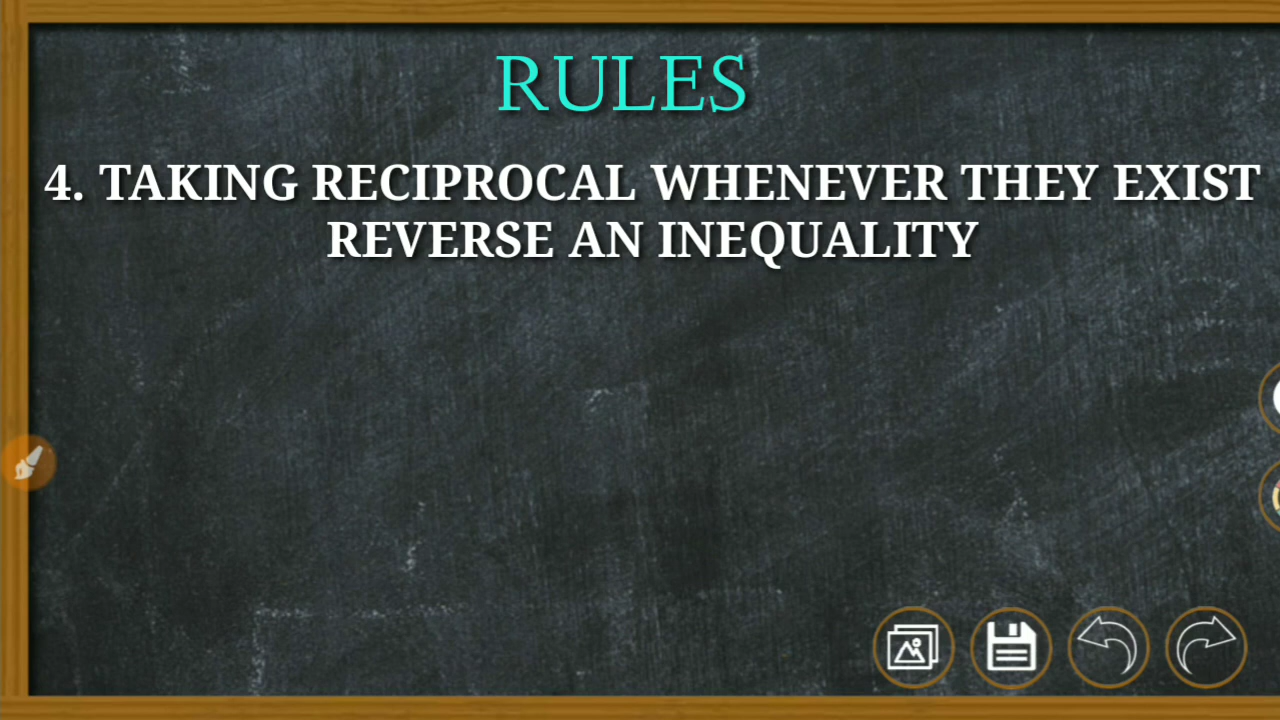 RULES
4. TAKING RECIPROCAL WHENEVER THEY EXIST
REVERSE AN INEQUALITY